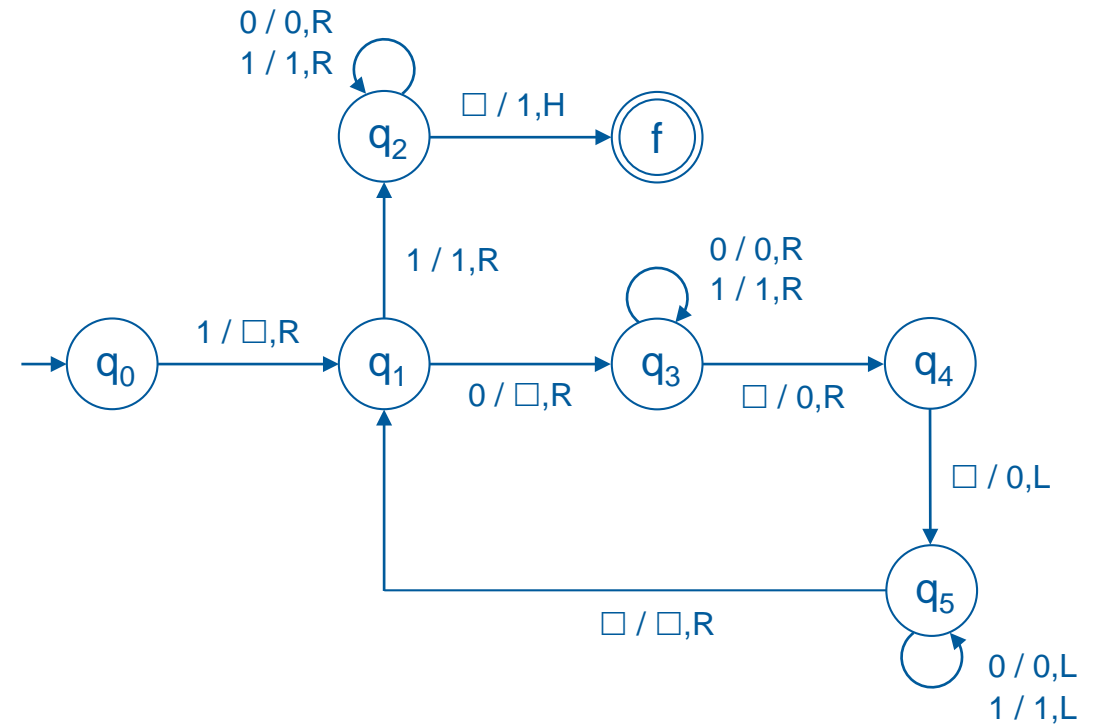 0 / 0,R
1 / 1,R
□ / 1,H
q₂
f
1 / 1,R
0 / 0,R
1 / 1,R
1 / □,R
q₀
q₁
q₃
q₄
0 / □,R
□ / 0,R
□ / 0,L
q₅
□ / □,R
0 / 0,L
1 / 1,L